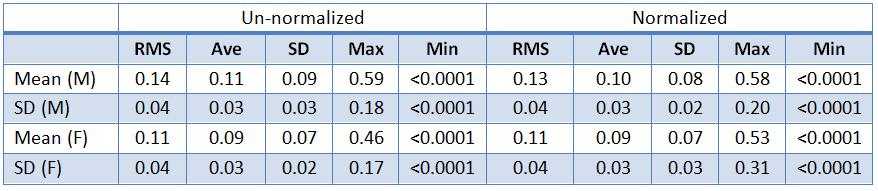 Un-normalized Normalized
RMS Ave SD Max Min RMS Ave SD Max Min
Mean (M) 0.14 0.11 0.09 0.59 <0.0001 0.13 0.10 0.08 0.58 <0.0001
SD (M) 0.04 0.03 0.03 0.18 <0.0001 0.04 0.03 0.02 0.20 <0.0001
Mean (F) 0.11 0.09 0.07 0.46 <0.0001 0.11 0.09 0.07 0.53 <0.0001
SD (F) 0.04 0.03 0.02 0.17 <0.0001 0.04 0.03 0.03 0.31 <0.0001